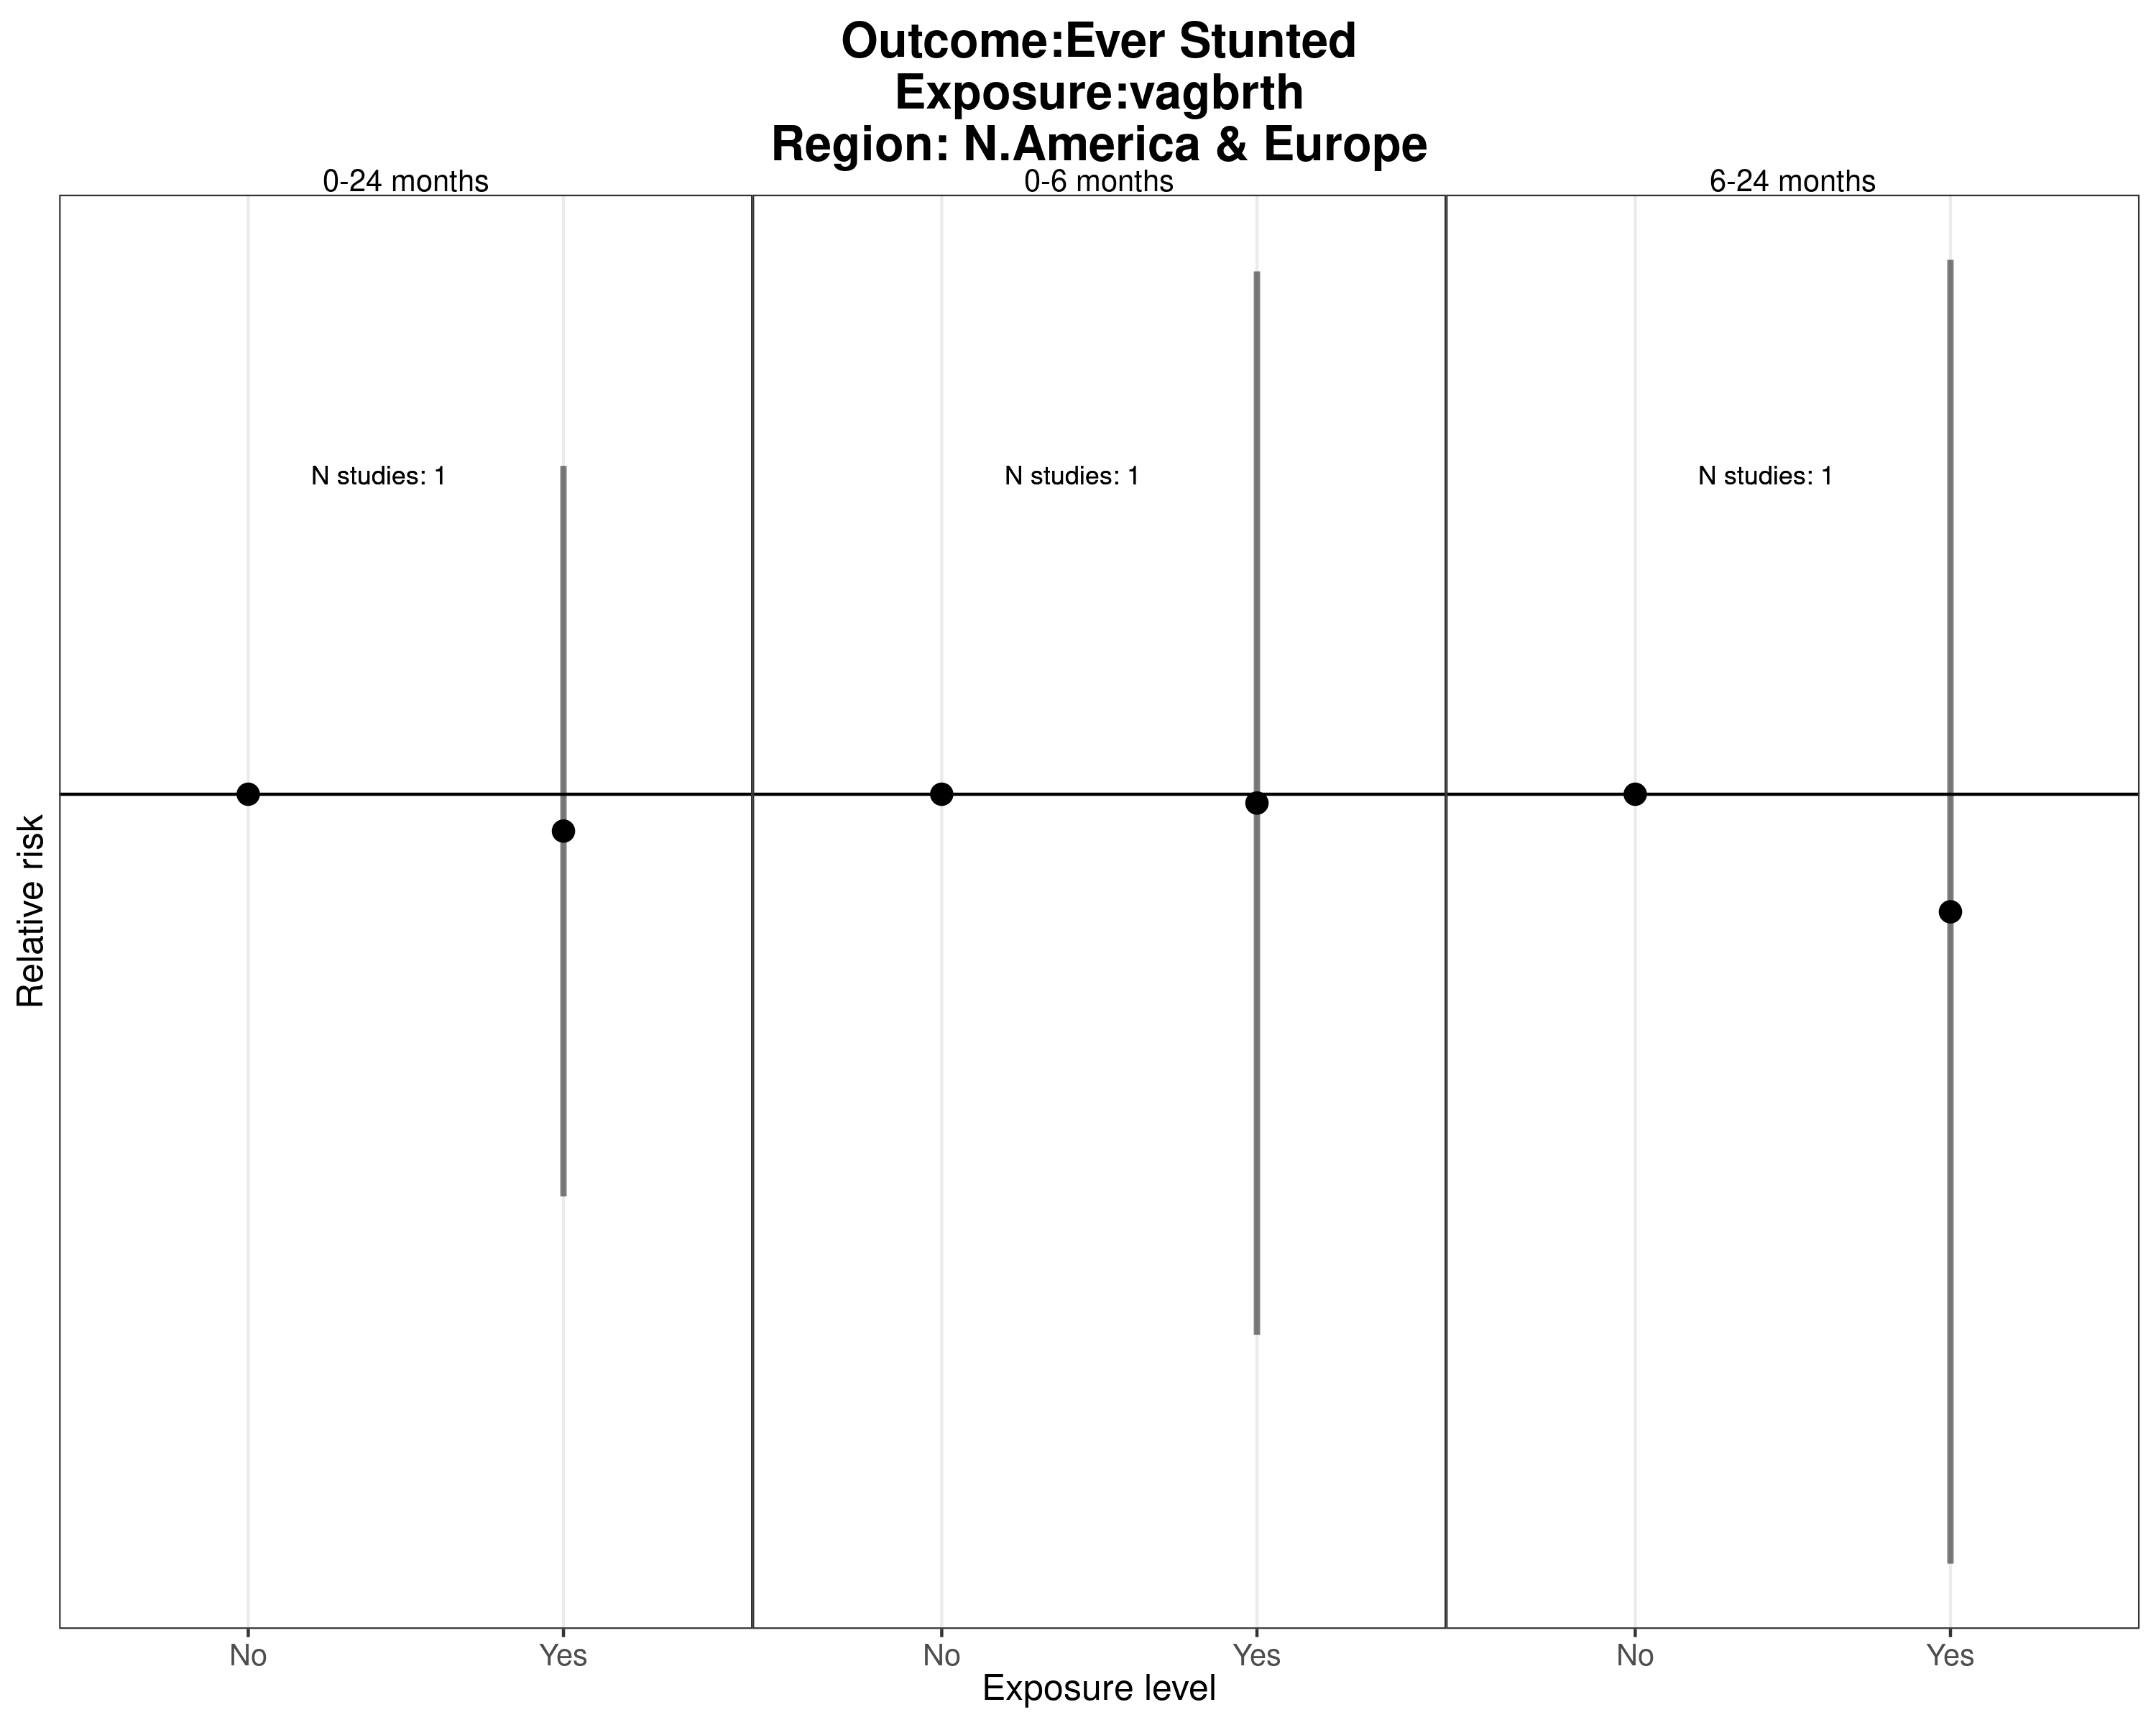 Outcome:Ever Stunted
Exposure:vagbrth
Region: N.America & Europe
0-24 months
0-6 months
6-24 months
N studies: 1
N studies: 1
N studies: 1
Relative risk
No
Yes
No
Yes
No
Yes
Exposure level